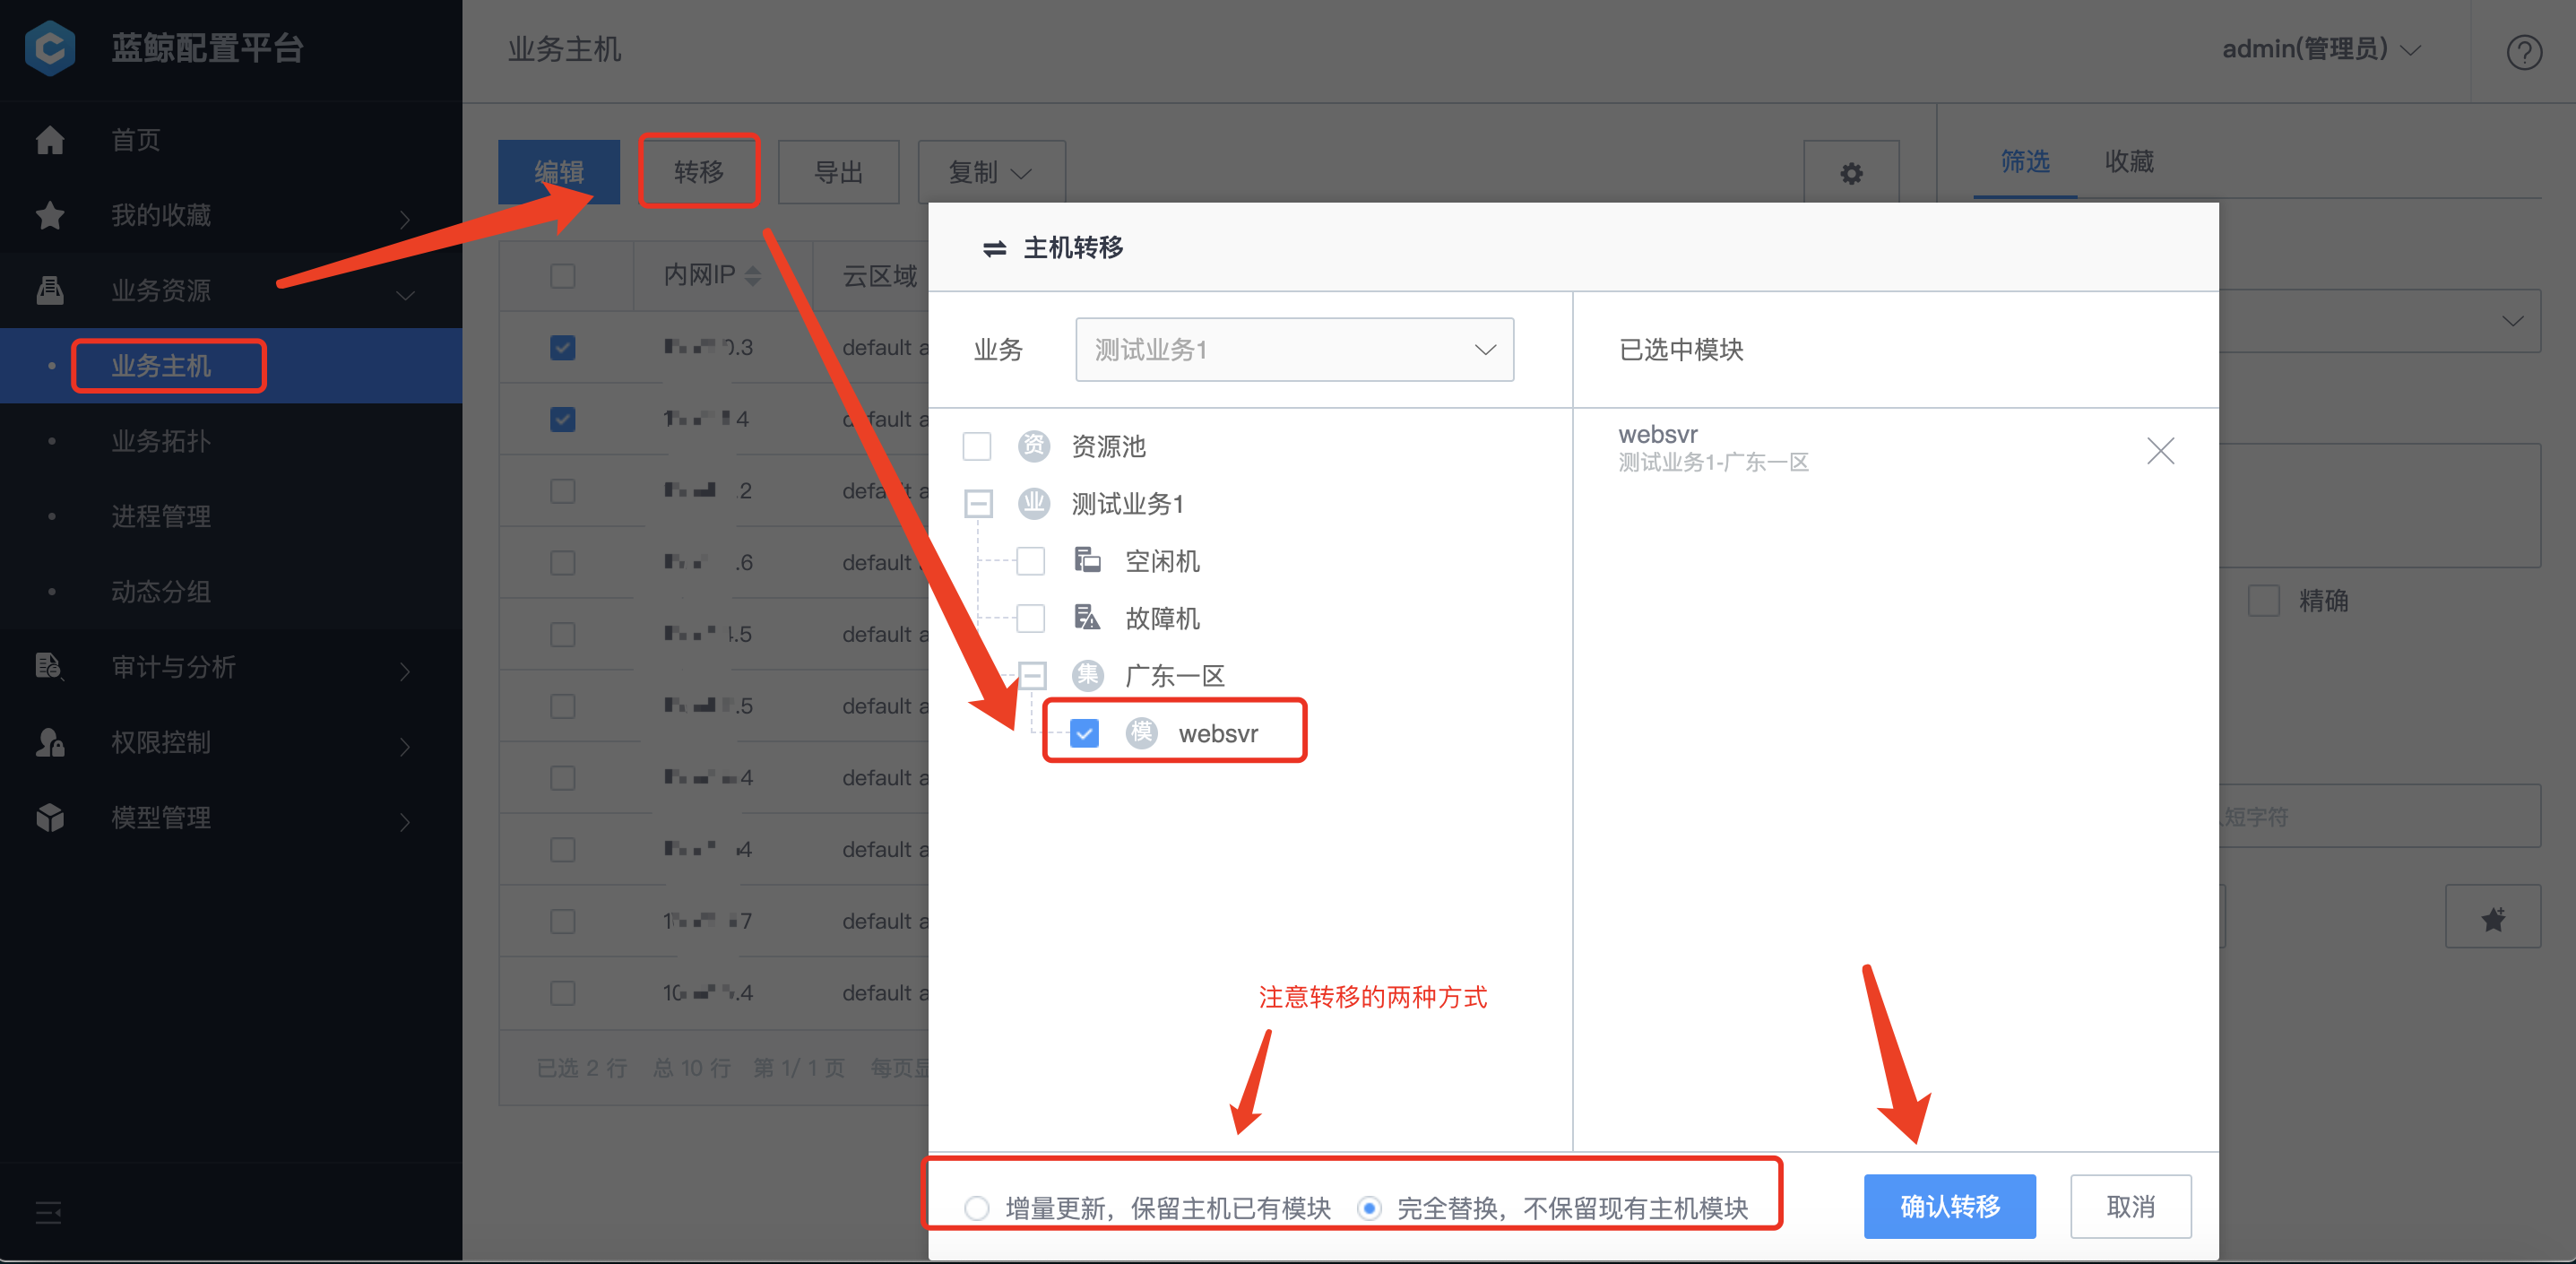 蓝鲸配置平台
业务主机
admin(管理员)
首页
我的收藏
业务资源
业务主机
业务拓扑
进程管理
动态分组
审计与分析
权限控制
模型管理
编辑
转移
导出
复制
筛选
收藏
内网IP
云区域
0.3 default a
4 default a
.2 default a
.6 default a
.5 default a
.5 default a
4 default a
4 default a
7 default a
.4 default a
已选 2 行 总 10 行 第 1/ 1 页 每页显
主机转移
业务
测试业务1
已选中模块
资 资源池
业 测试业务1
空闲机
故障机
集 广东一区
模 websvr
websvr
测试业务1-广东一区
精确
短字符
注意转移的两种方式
增量更新，保留主机已有模块
完全替换，不保留现有主机模块
确认转移
取消